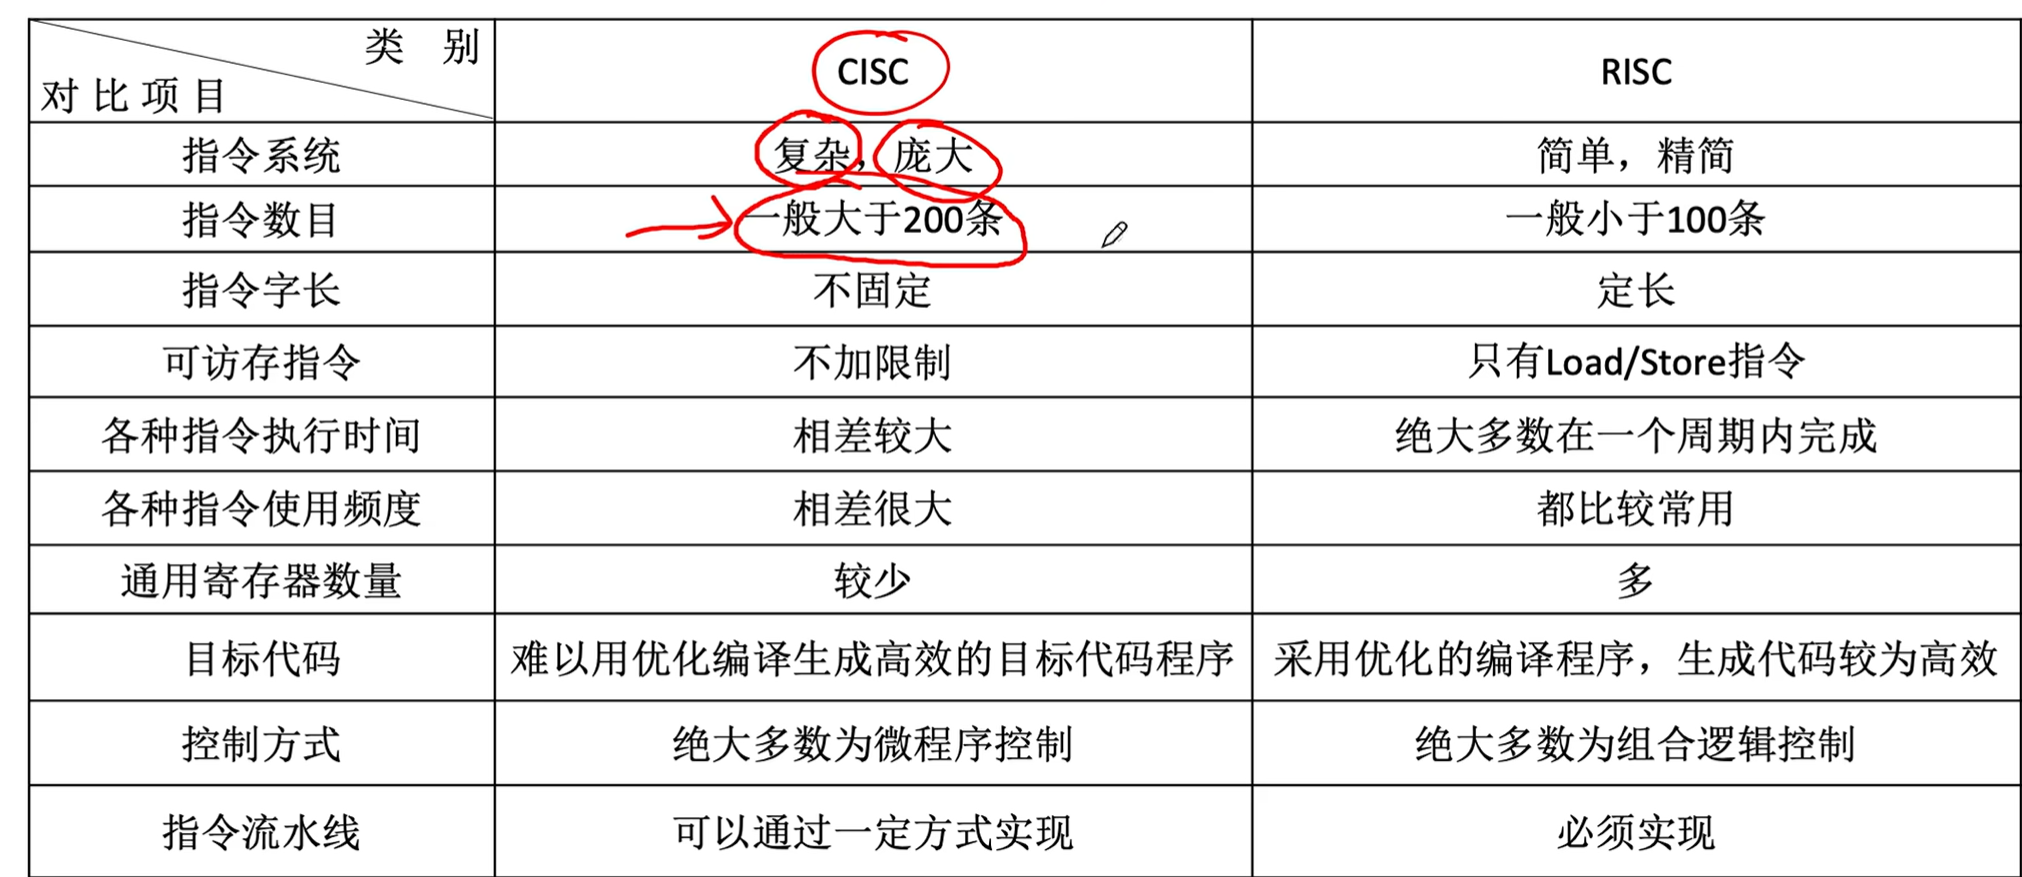 类 别
对比项目
CISC
RISC
指令系统
复杂，庞大
简单，精简
指令数目
一般大于200条
一般小于100条
指令字长
不固定
定长
可访存指令
不加限制
只有Load/Store指令
各种指令执行时间
相差较大
绝大多数在一个周期内完成
各种指令使用频度
相差很大
都比较常用
通用寄存器数量
较少
多
目标代码
难以用优化编译生成高效的目标代码程序
采用优化的编译程序，生成代码较为高效
控制方式
绝大多数为微程序控制
绝大多数为组合逻辑控制
指令流水线
可以通过一定方式实现
必须实现